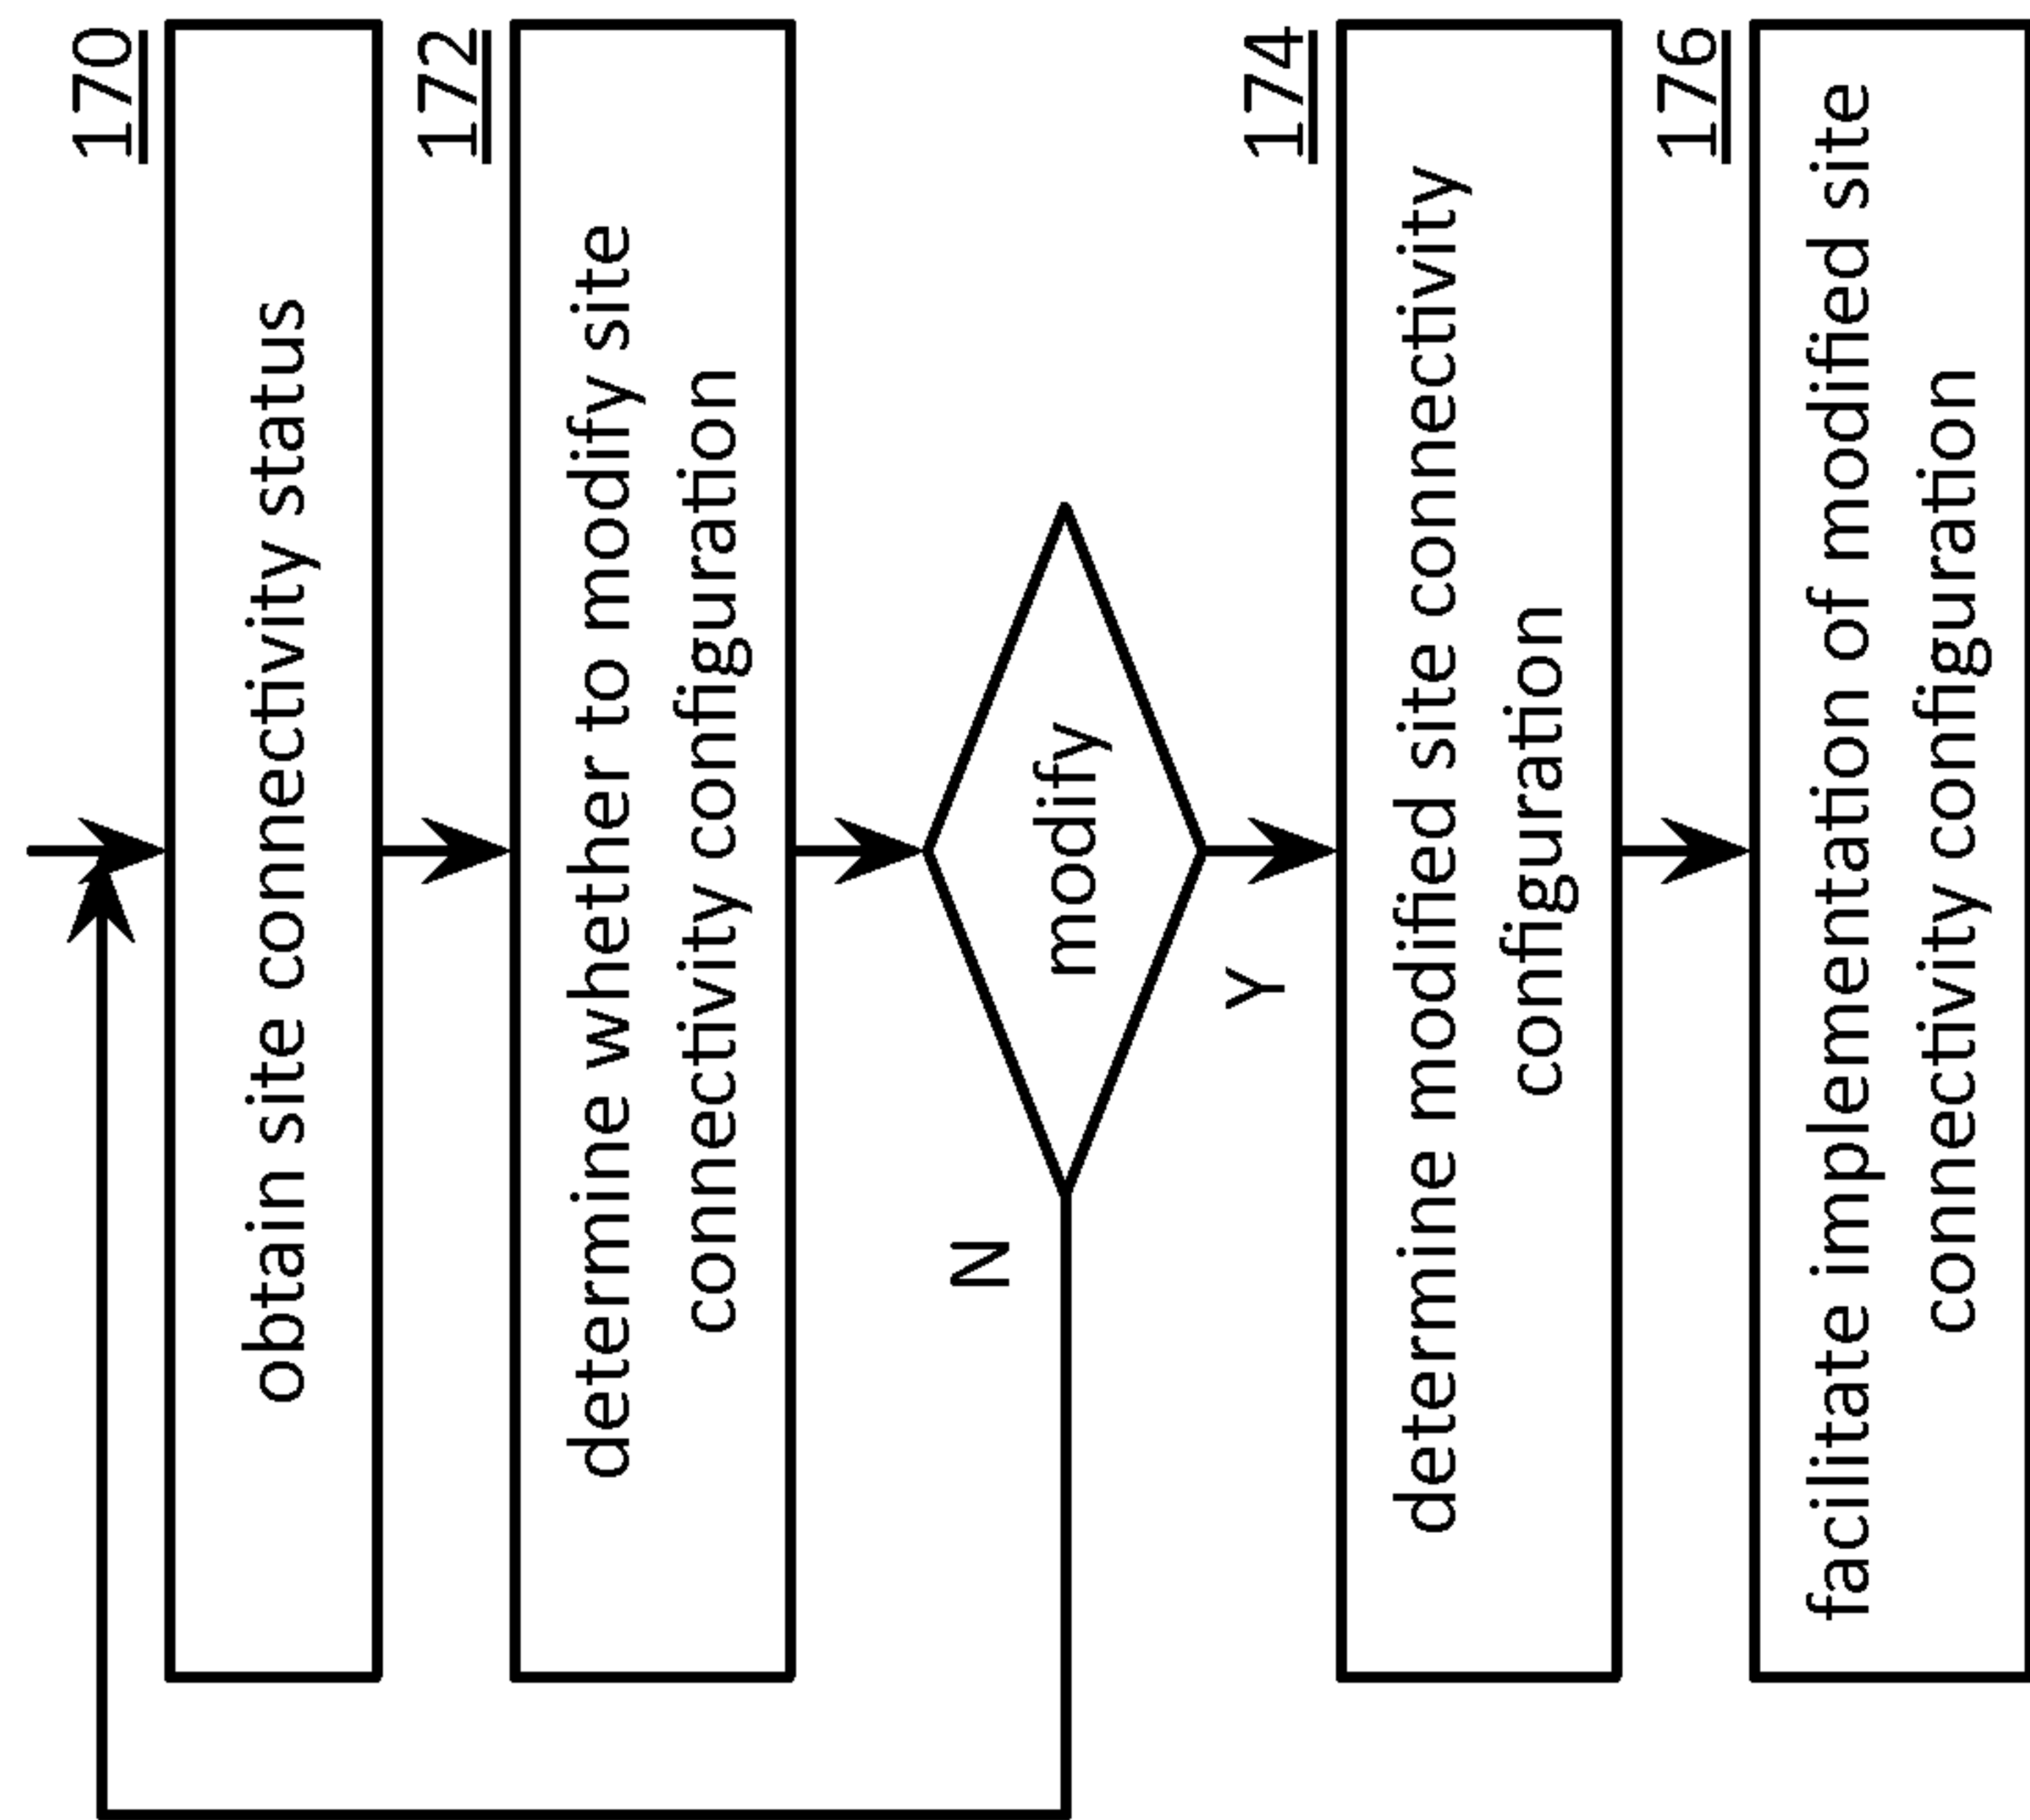 170
obtain site connectivity status
172
determine whether to modify site
connectivity configuration
modify
N
Y
174
determine modified site connectivity
configuration
176
facilitate implementation of modified site
connectivity configuration